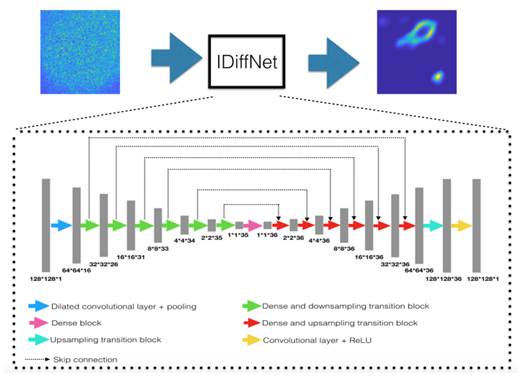 IDiffNet
128*128*1
64*64*16
32*32*26
16*16*31
8*8*33
4*4*34
2*2*35
1*1*35
1*1*36
2*2*36
4*4*36
8*8*36
16*16*36
32*32*36
64*64*36
128*128*36
128*128*1
Dilated convolutional layer + pooling
Dense and downsampling transition block
Dense block
Dense and upsampling transition block
Upsampling transition block
Convolutional layer + ReLU
Skip connection